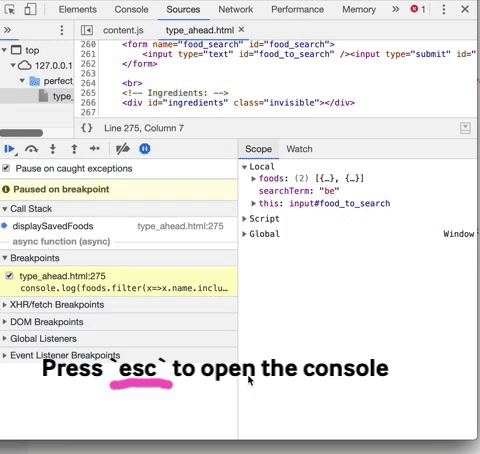 Elements Console Sources Performance Memory » 1
» content.js type_ahead.html ×
top
127.0.0.1
perfect_
type_
260 <form name="food_search" id="food_search">
261 <input type="text" id="food_to_search" /><input type="submit" id="
262 </form>
263
264 <br>
265 <!-- Ingredients: -->
266 <div id="ingredients" class="invisible"></div>
267
{} Line 275, Column 7
Pause on caught exceptions
Paused on breakpoint
Call Stack
displaySavedFoods type_ahead.html:275
async function (async)
Breakpoints
type_ahead.html:275
console.log(foods.filter(x=>x.name.inclu…
XHR/fetch Breakpoints
DOM Breakpoints
Global Listeners
Event Listener Breakpoints
Scope Watch
Local
foods: (2) [{…}, {…}]
searchTerm: "be"
this: input#food_to_search
Script
Global Window
Press `esc` to open the console